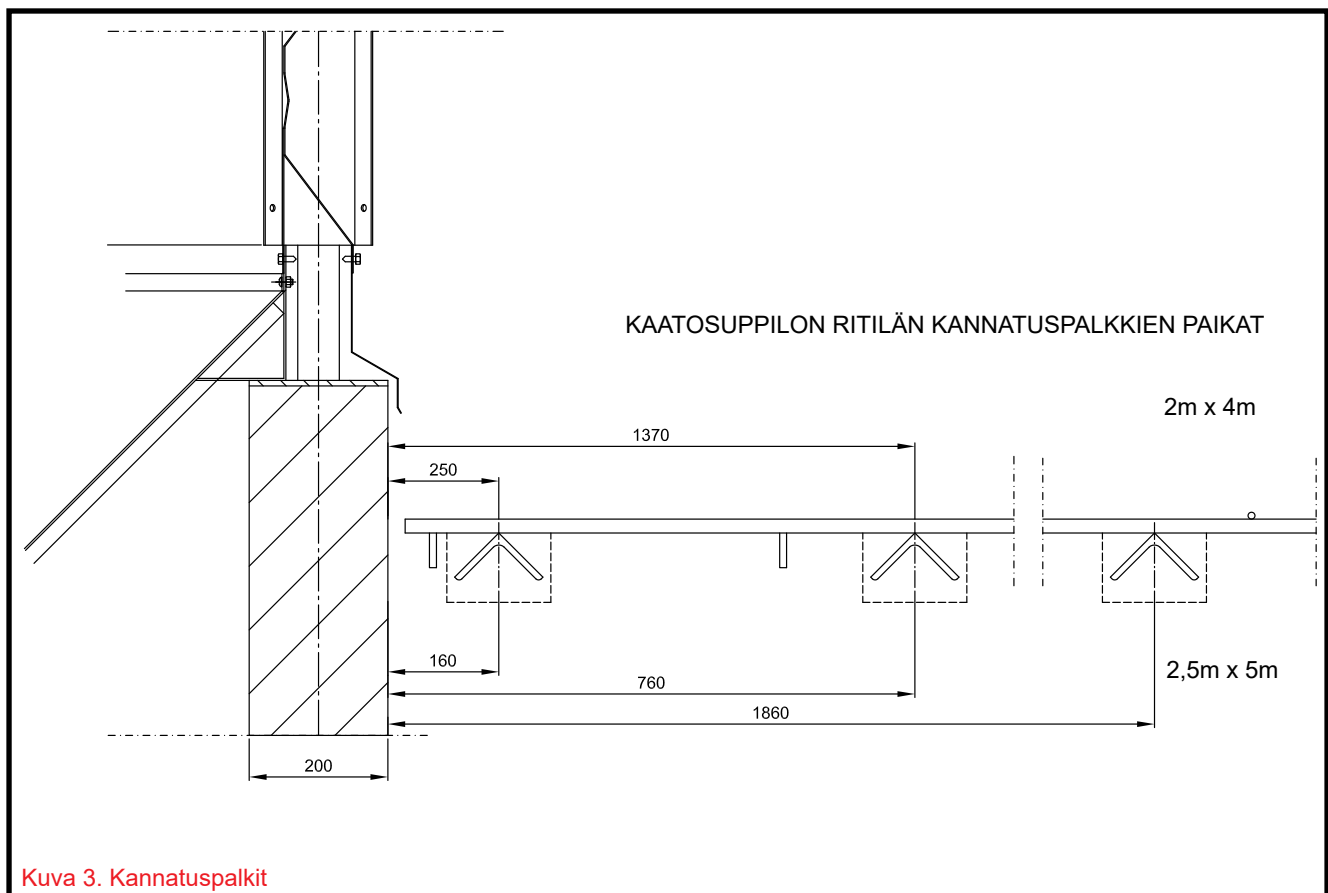 KAATOSUPPILON RITILÄN KANNATUSPALKKIEN PAIKAT
2m x 4m
1370
250
160
2,5m x 5m
760
1860
200
Kuva 3. Kannatuspalkit